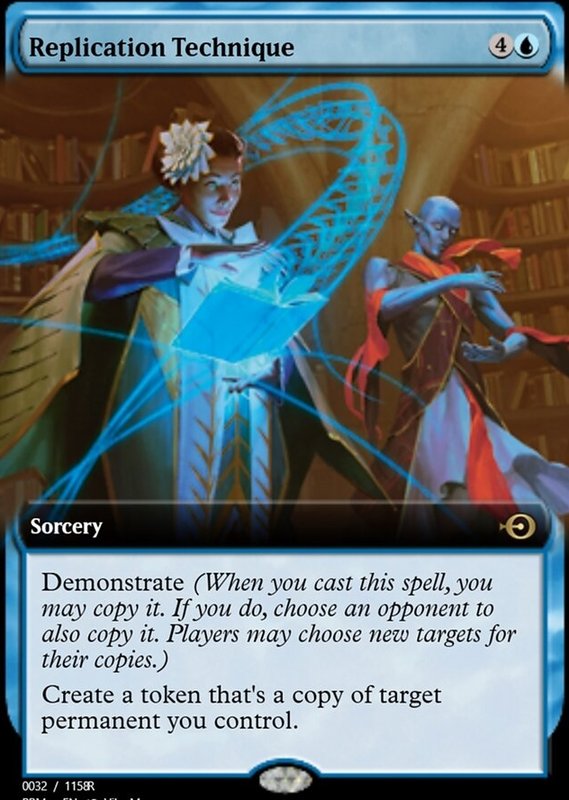 Replication Technique
4
Sorcery
Demonstrate (When you cast this spell, you
may copy it. If you do, choose an opponent to
also copy it. Players may choose new targets for
their copies.)
Create a token that's a copy of target
permanent you control.
0032 / 1158R